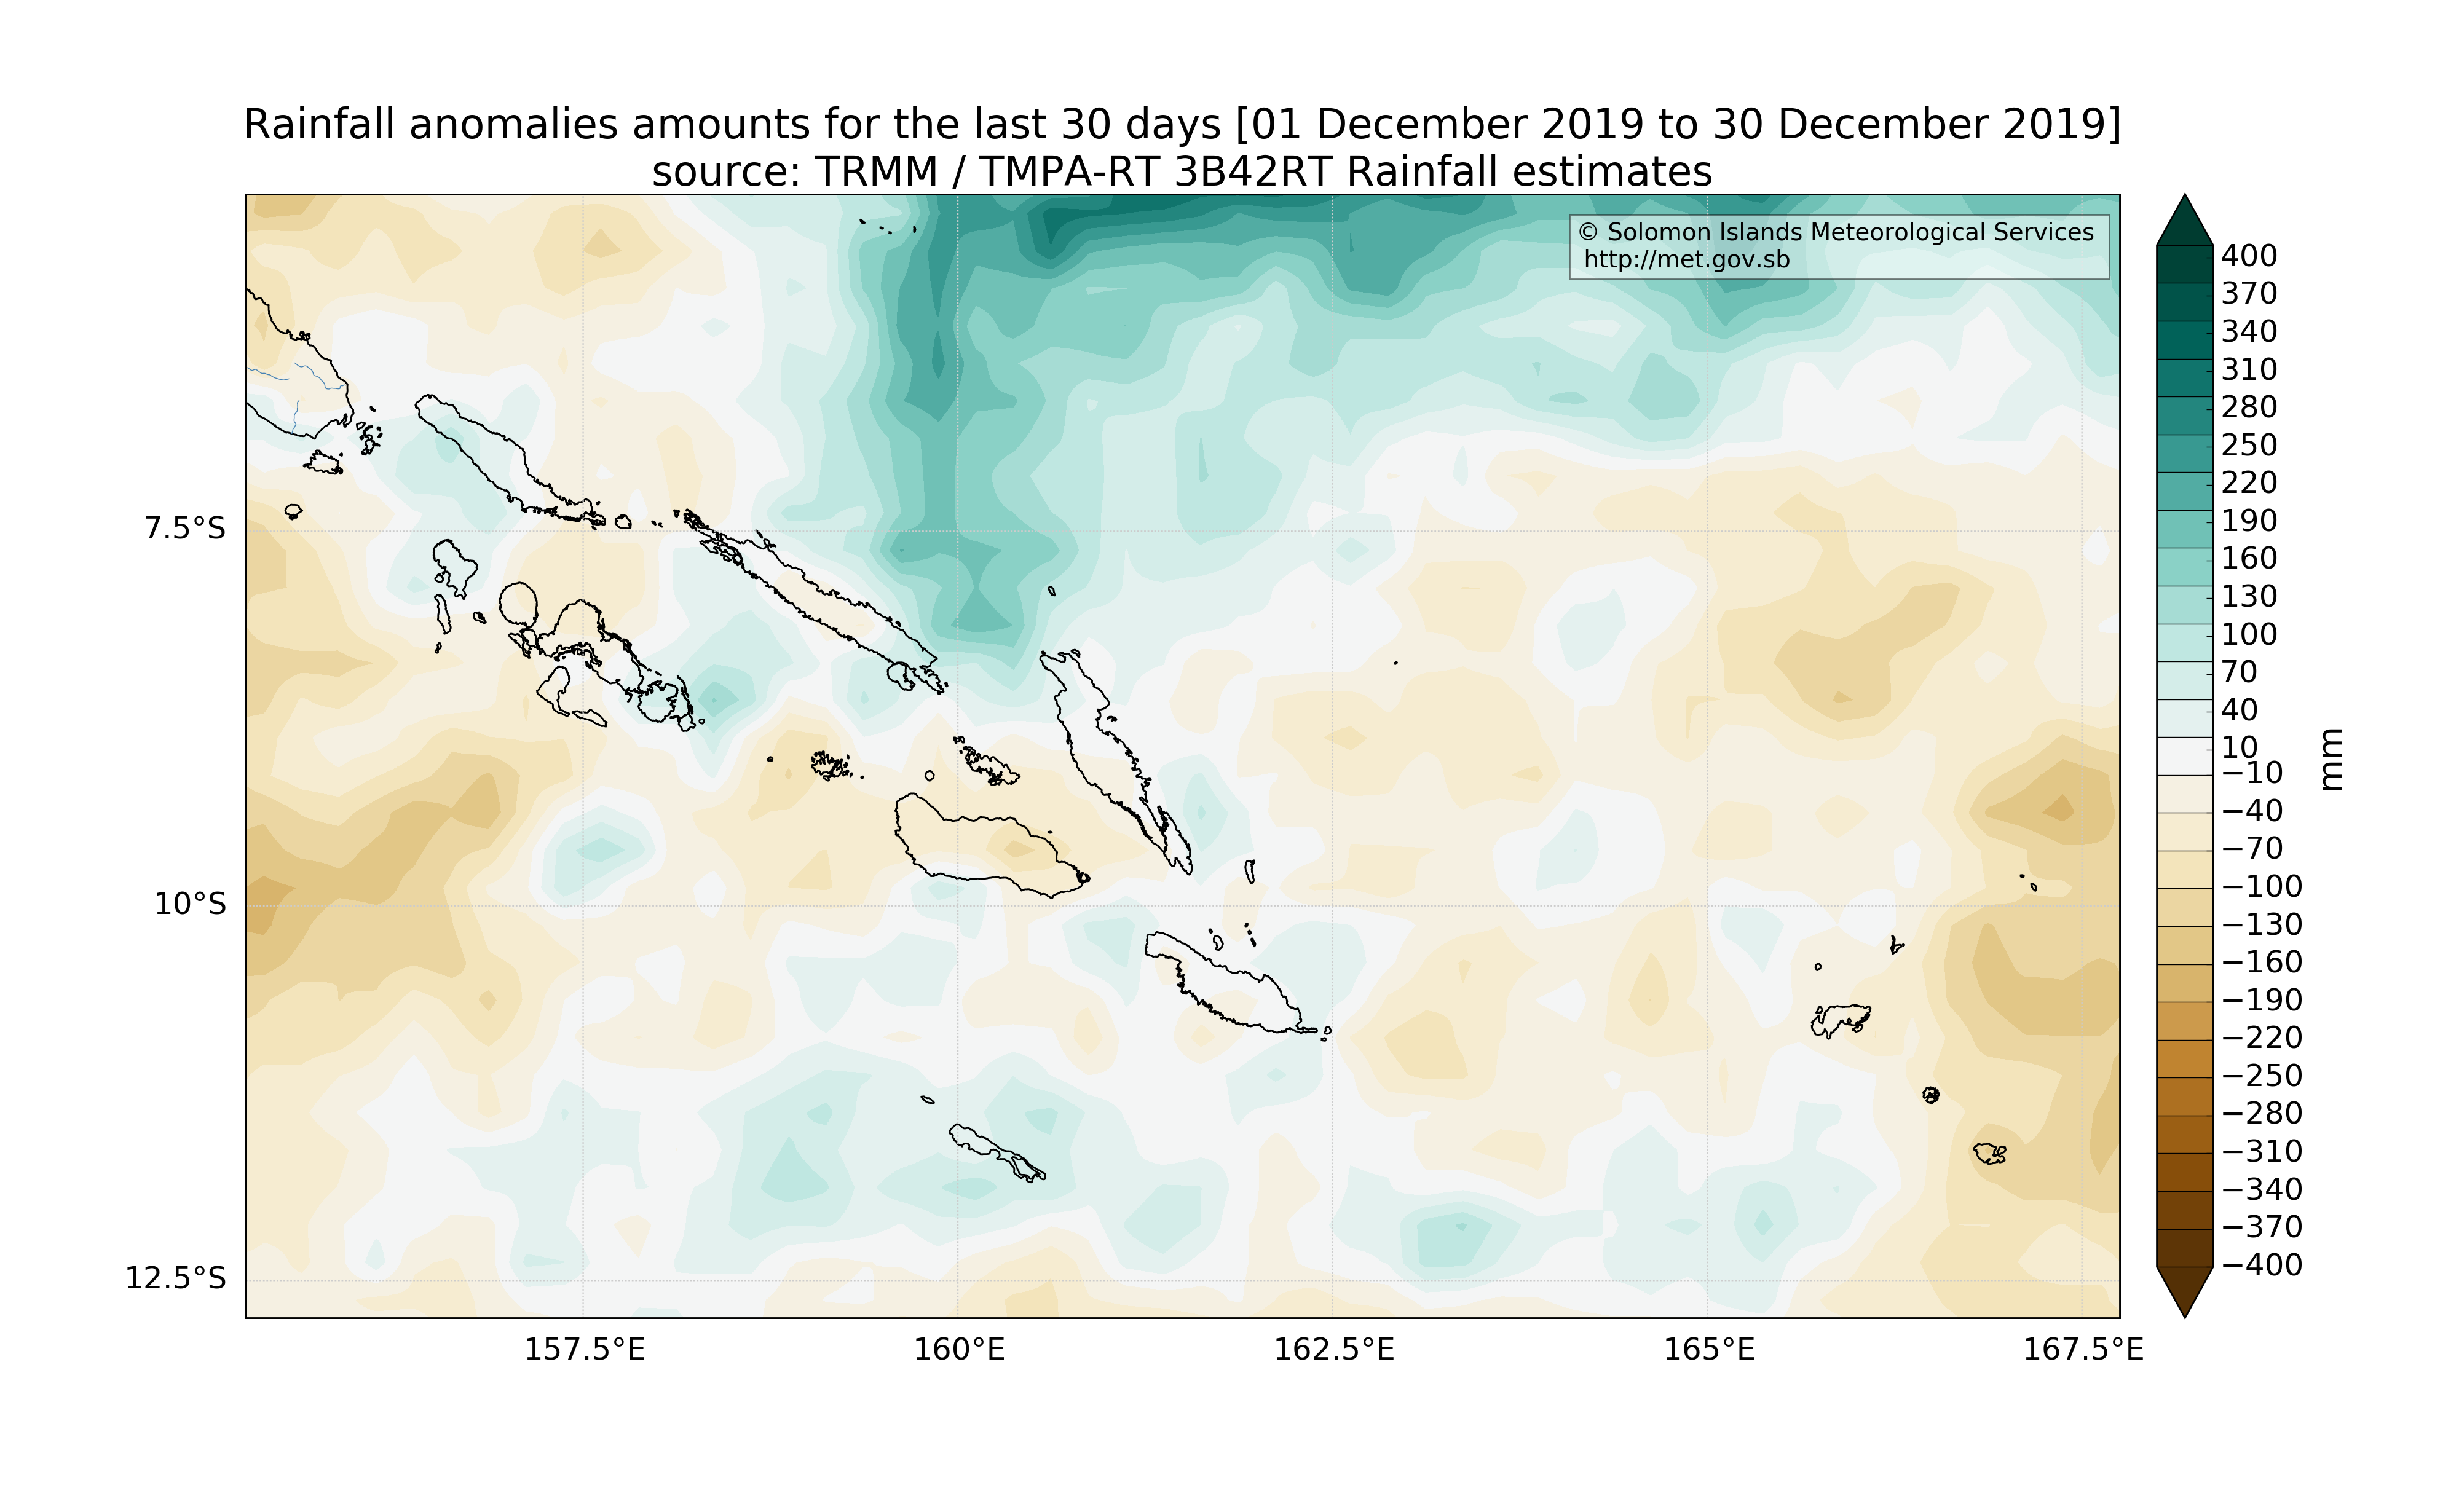 Rainfall anomalies amounts for the last 30 days [01 December 2019 to 30 December 2019]
source: TRMM / TMPA-RT 3B42RT Rainfall estimates
© Solomon Islands Meteorological Services
http://met.gov.sb
7.5°S
10°S
12.5°S
157.5°E
160°E
162.5°E
165°E
167.5°E
400
370
340
310
280
250
220
190
160
130
100
70
40
10
−10
−40
−70
−100
−130
−160
−190
−220
−250
−280
−310
−340
−370
−400
mm